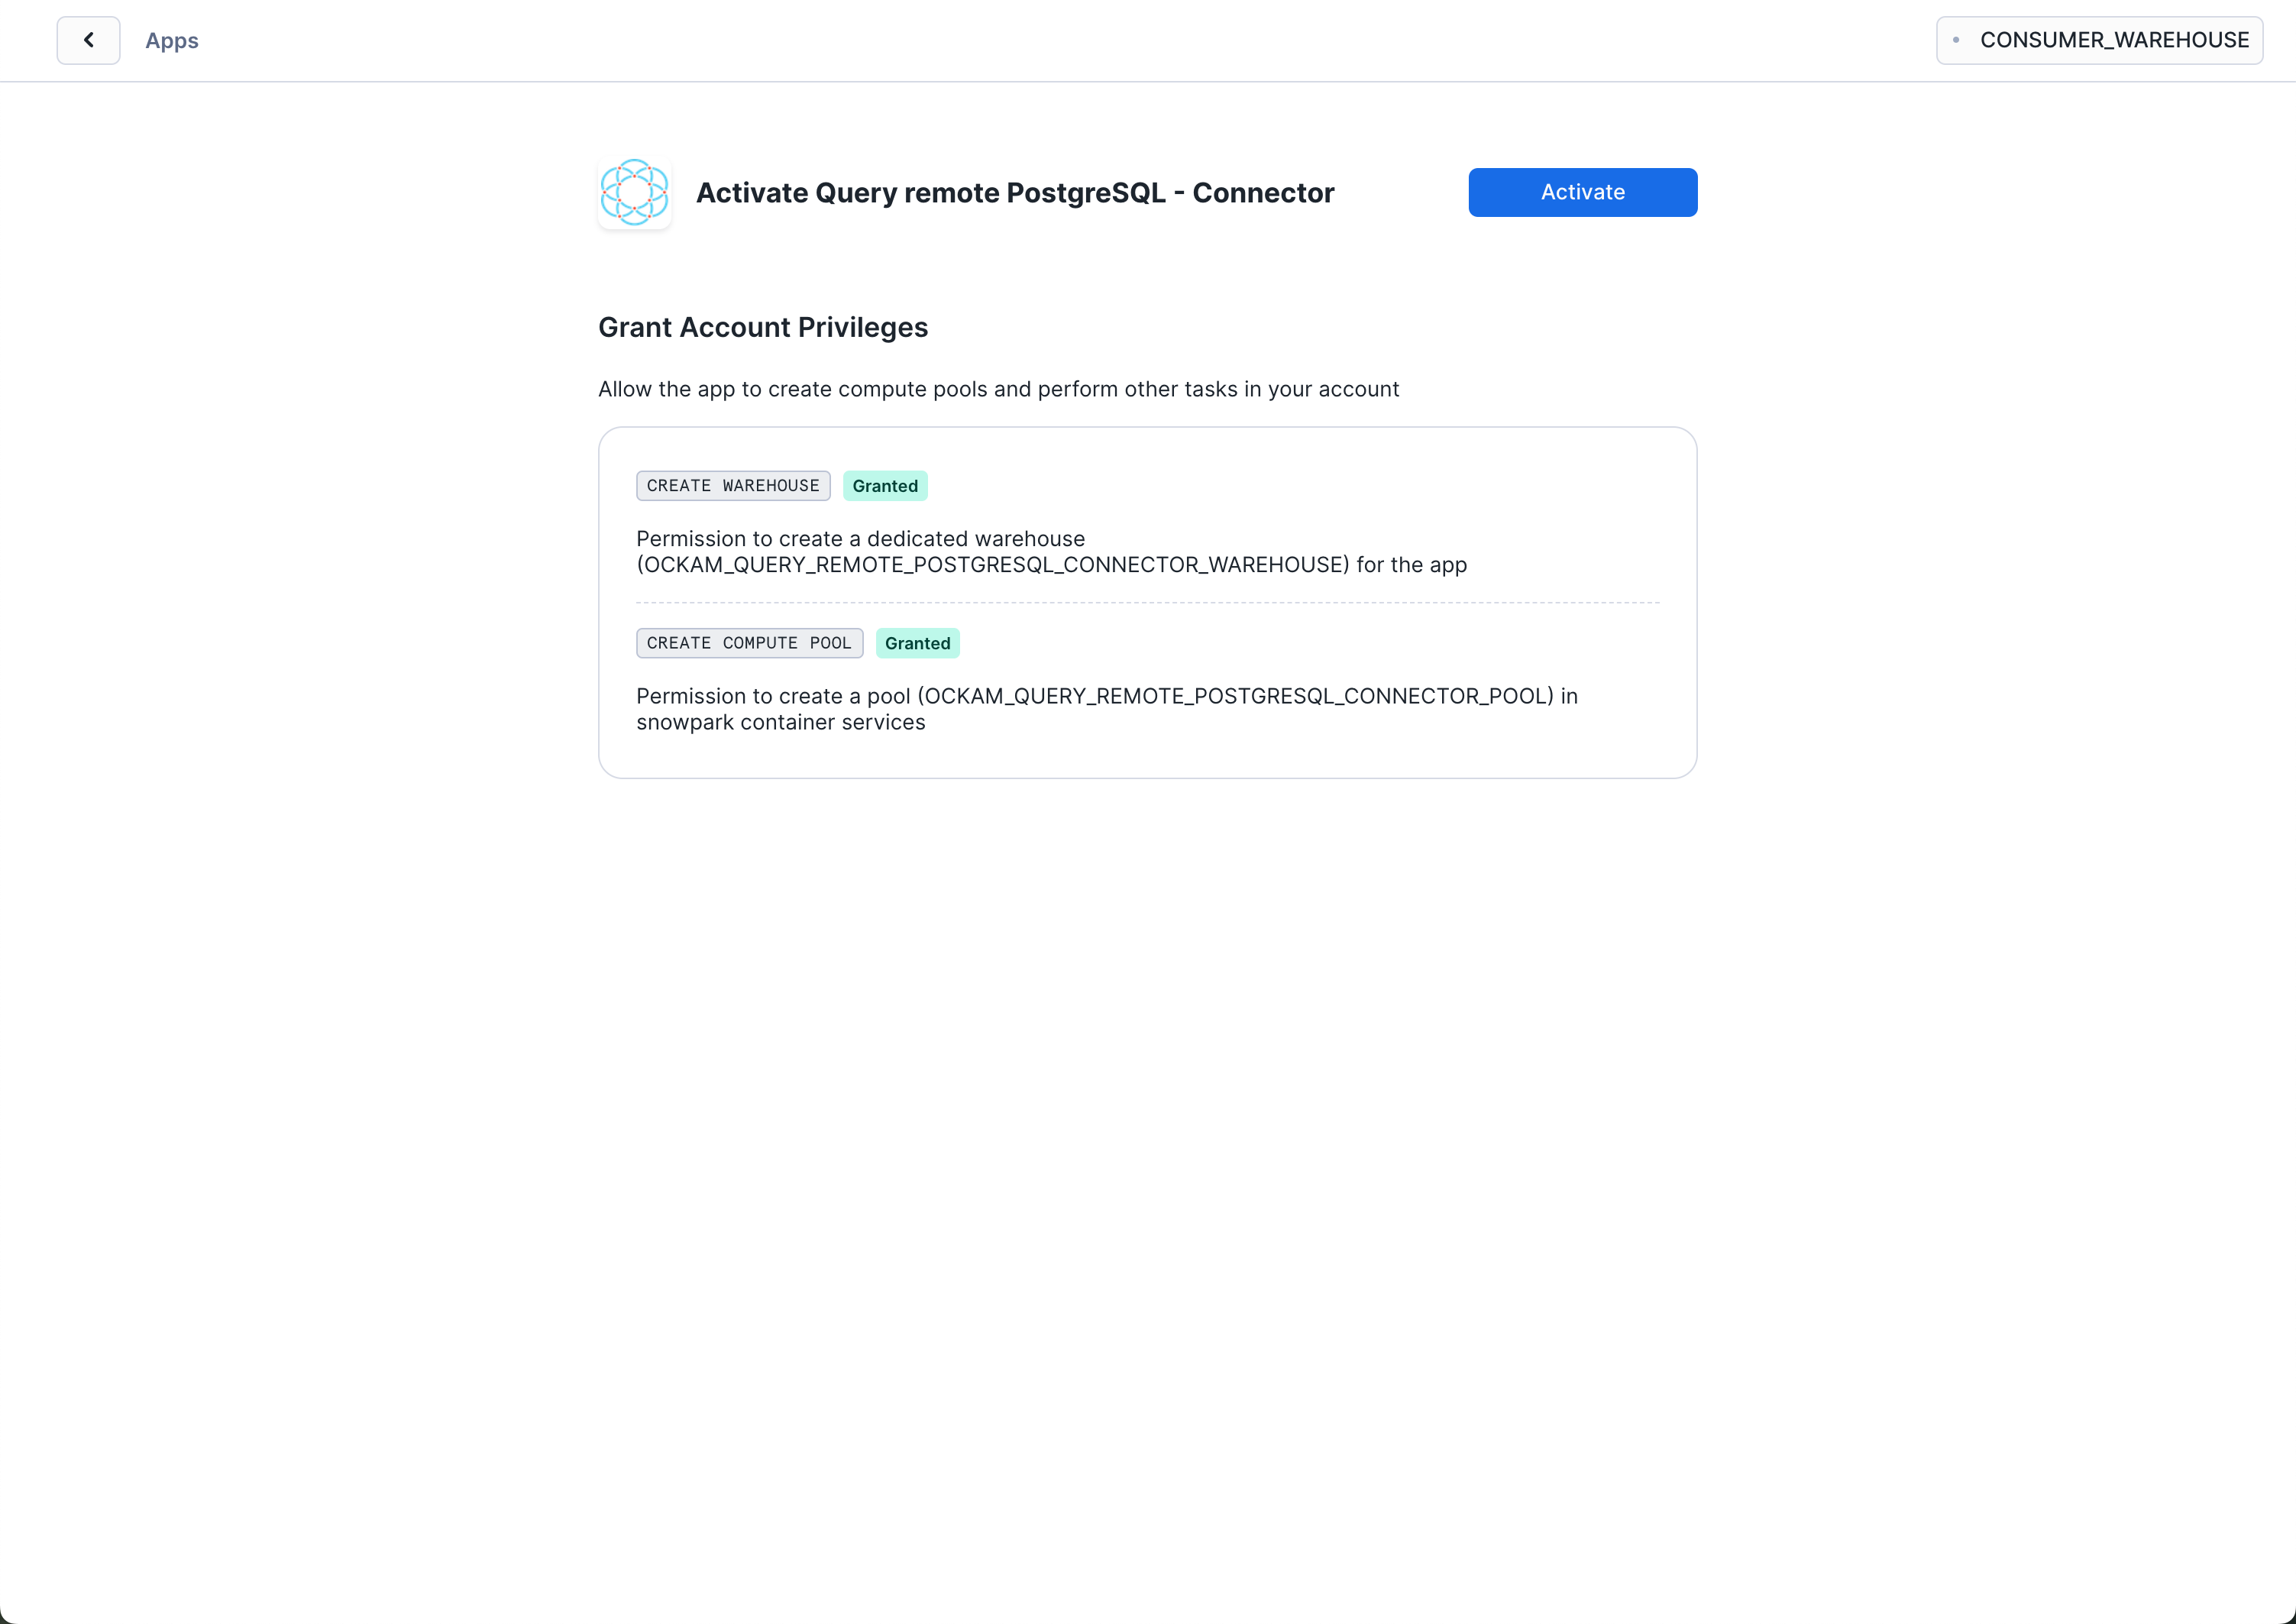 Apps
CONSUMER_WAREHOUSE
Activate Query remote PostgreSQL - Connector
Activate
Grant Account Privileges
Allow the app to create compute pools and perform other tasks in your account
CREATE WAREHOUSE Granted
Permission to create a dedicated warehouse
(OCKAM_QUERY_REMOTE_POSTGRESQL_CONNECTOR_WAREHOUSE) for the app
CREATE COMPUTE POOL Granted
Permission to create a pool (OCKAM_QUERY_REMOTE_POSTGRESQL_CONNECTOR_POOL) in
snowpark container services